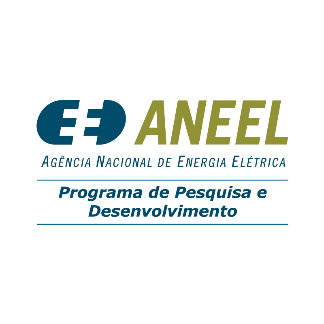 ANEEL
AGÊNCIA NACIONAL DE ENERGIA ELÉTRICA
Programa de Pesquisa e
Desenvolvimento